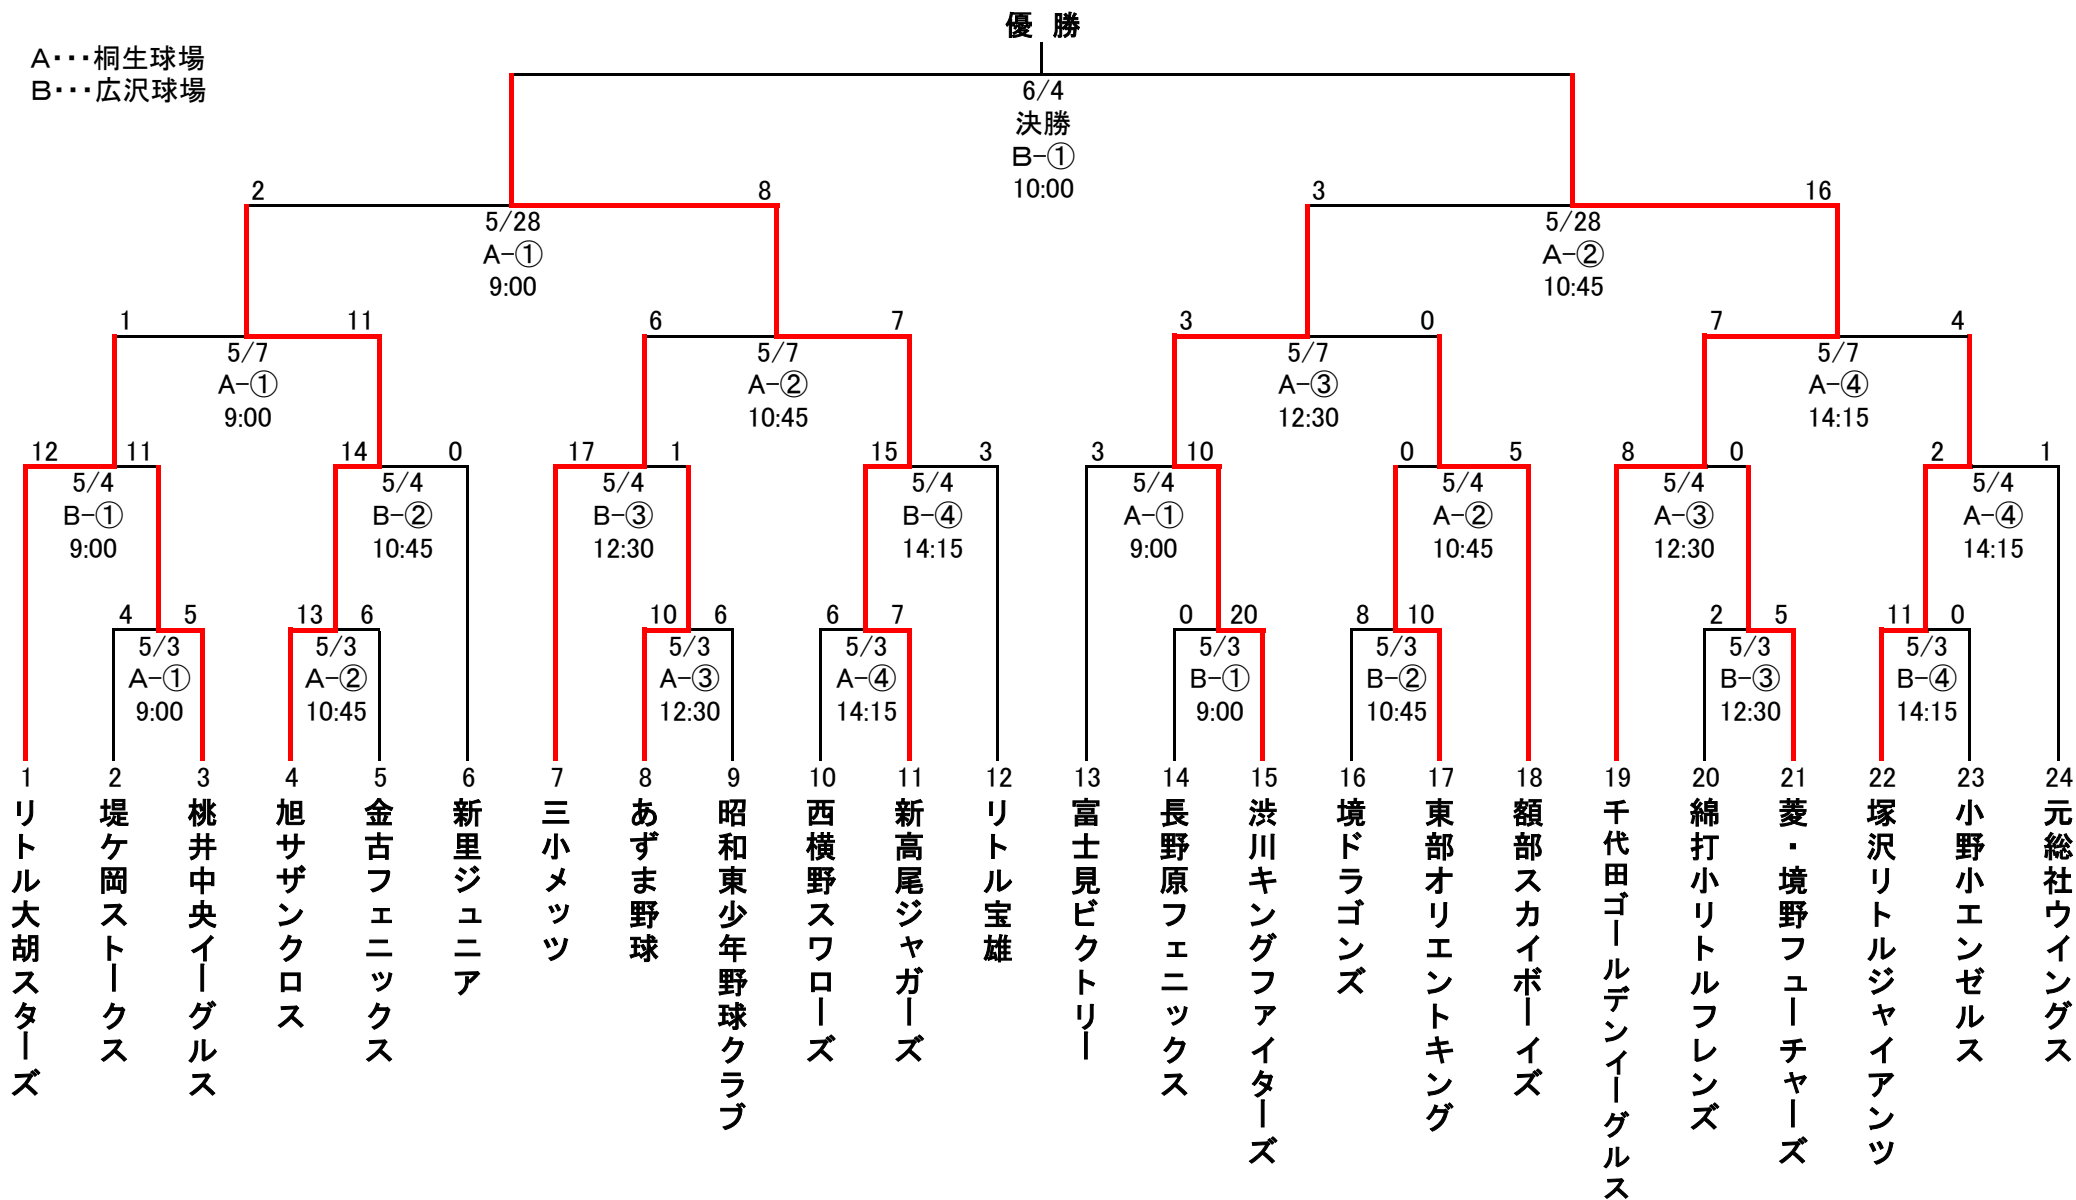 優 勝
A･･･桐生球場
B･･･広沢球場
6/4
決勝
B-①
10:00
2 8 3 16
5/28 5/28
A-① A-②
9:00 10:45
1 11 6 7 3 0 7 4
5/7 5/7 5/7 5/7
A-① A-② A-③ A-④
9:00 10:45 12:30 14:15
12 11 14 0 17 1 15 3 3 10 0 5 8 0 2 1
5/4 5/4 5/4 5/4 5/4 5/4 5/4 5/4
B-① B-② B-③ B-④ A-① A-② A-③ A-④
9:00 10:45 12:30 14:15 9:00 10:45 12:30 14:15
4 5 13 6 10 6 6 7 0 20 8 10 2 5 11 0
5/3 5/3 5/3 5/3 5/3 5/3 5/3 5/3
A-① A-② A-③ A-④ B-① B-② B-③ B-④
9:00 10:45 12:30 14:15 9:00 10:45 12:30 14:15
1 2 3 4 5 6 7 8 9 10 11 12 13 14 15 16 17 18 19 20 21 22 23 24
リトル大胡スターズ
堤ケ岡ストークス
桃井中央イーグルス
旭サザンクロス
金古フェニックス
新里ジュニア
三小メッツ
あずま野球
昭和東少年野球クラブ
西横野スワローズ
新高尾ジャガーズ
リトル宝雄
富士見ビクトリー
長野原フェニックス
渋川キングファイターズ
境ドラゴンズ
東部オリエントキング
額部スカイボーイズ
千代田ゴールデンイーグルス
綿打小リトルフレンズ
菱・境野フューチャーズ
塚沢リトルジャイアンツ
小野小エンゼルス
元総社ウイングス